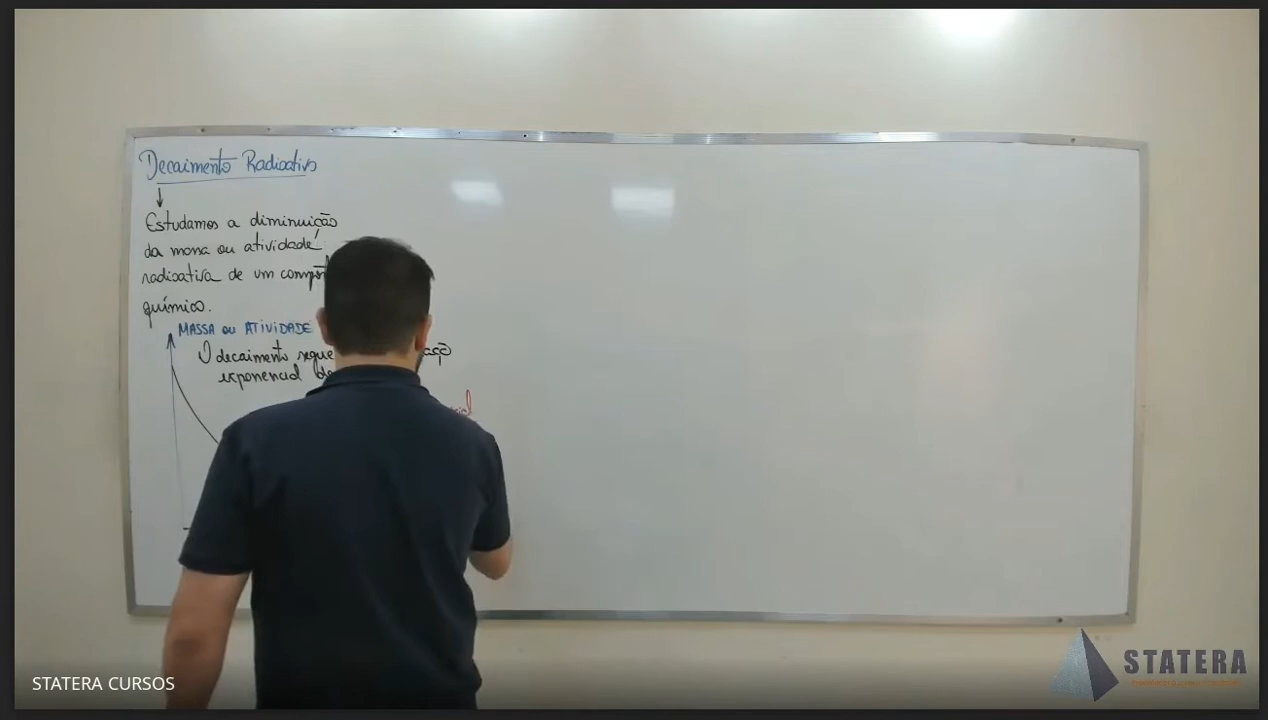 Decaimento Radioativo
Estudamos a diminuição
da massa ou atividade
radioativa de um
químico.
MASSA ou ATIVIDADE
O decaimento segue
exponencial de
STATERA CURSOS
STATERA